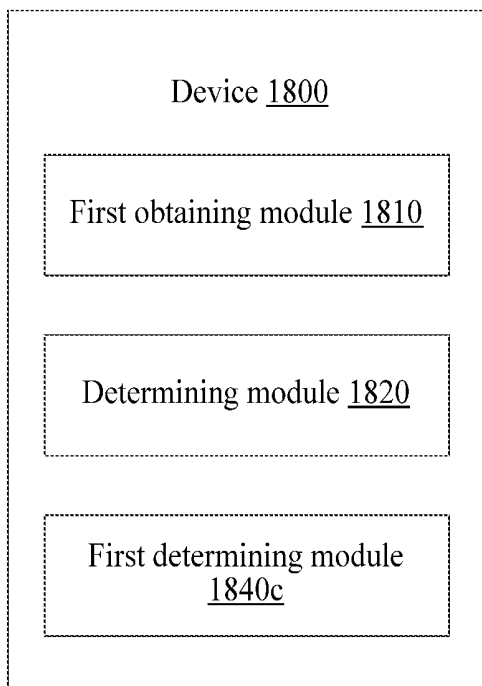 Device 1800
First obtaining module 1810
Determining module 1820
First determining module
1840c